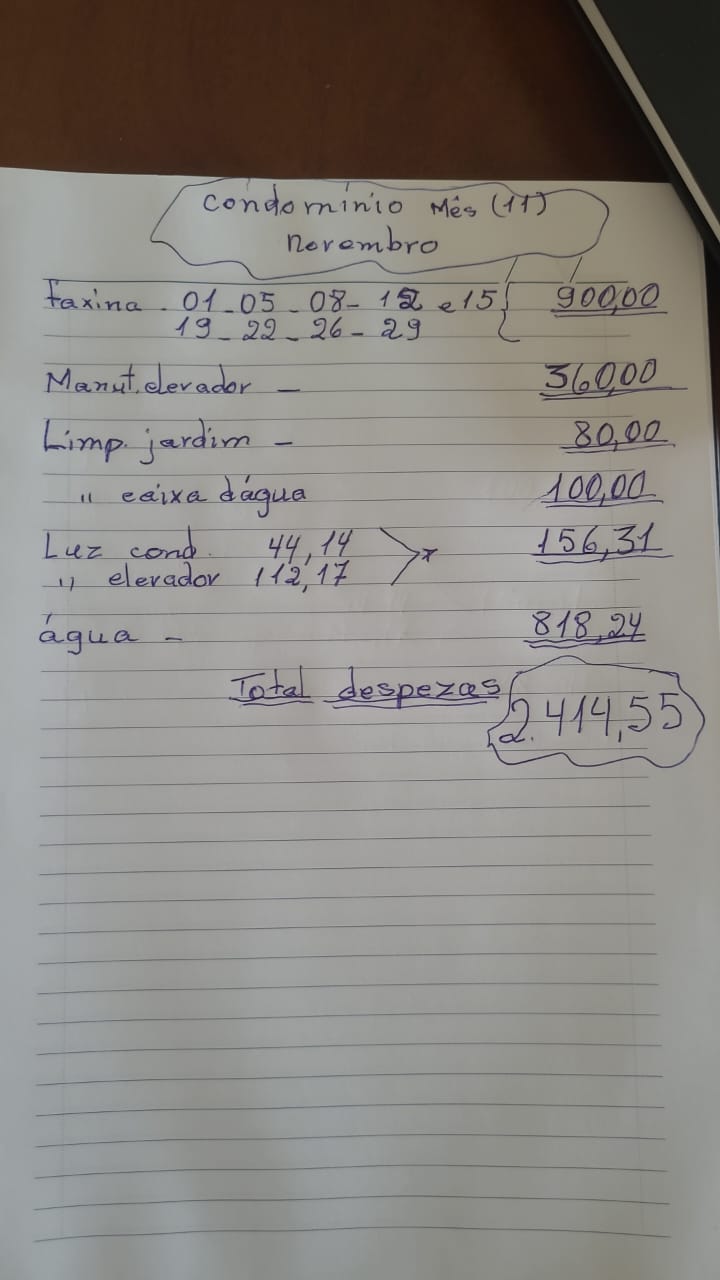 Condomínio Mês (11)
novembro
faxina - 01 - 05 - 08 - 12 e 15 { 900,00
19 - 22 - 26 - 29
Manut. elevador - 360,00
Limp. jardim - 80,00
" caixa d'água 100,00
Luz cond. 44,14 156,31
" elevador 112,17
água - 818,24
Total despezas 2.414,55